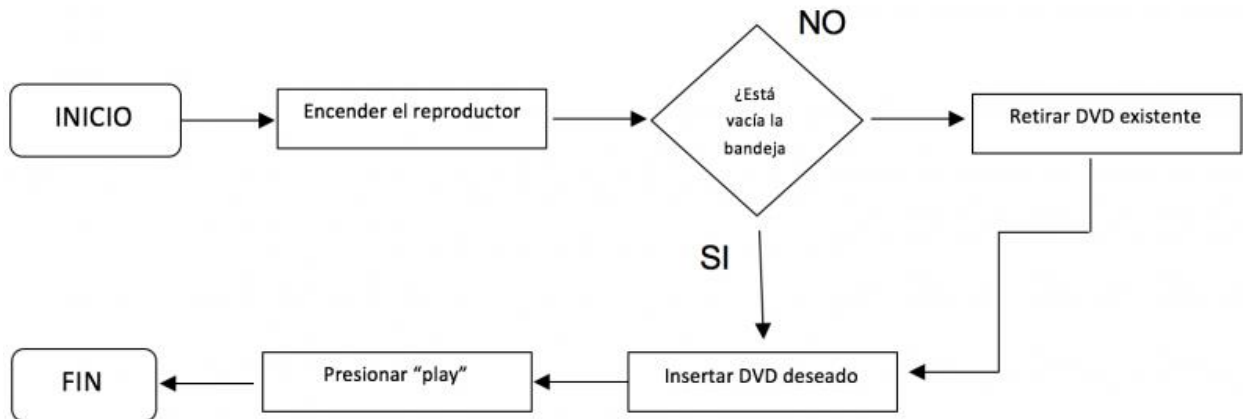 NO
INICIO
Encender el reproductor
¿Está
vacía la
bandeja
Retirar DVD existente
SI
FIN
Presionar “play”
Insertar DVD deseado